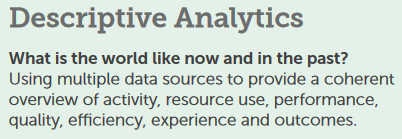 Descriptive Analytics
What is the world like now and in the past?
Using multiple data sources to provide a coherent
overview of activity, resource use, performance,
quality, efficiency, experience and outcomes.